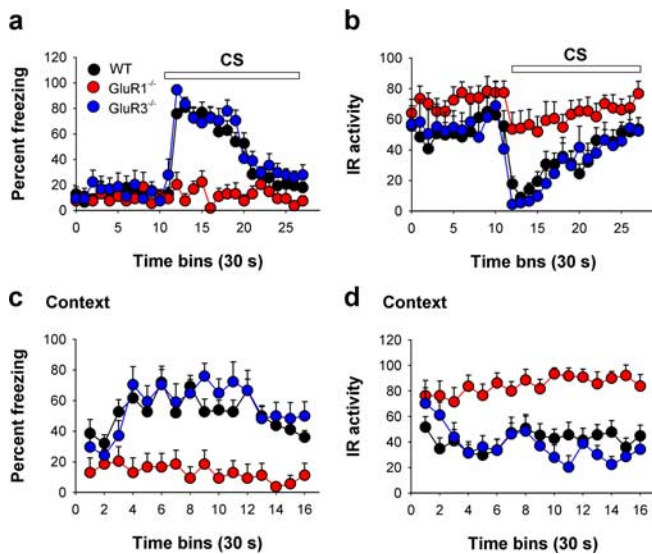 a
CS
WT
GluR1-/-
GluR3-/-
Percent freezing
120
100
80
60
40
20
0
0 5 10 15 20 25
Time bins (30 s)
b
CS
IR activity
100
80
60
40
20
0
0 5 10 15 20 25
Time bns (30 s)
c Context
Percent freezing
100
80
60
40
20
0
0 2 4 6 8 10 12 14 16
Time bins (30 s)
d Context
IR activity
120
100
80
60
40
20
0
0 2 4 6 8 10 12 14 16
Time bins (30 s)